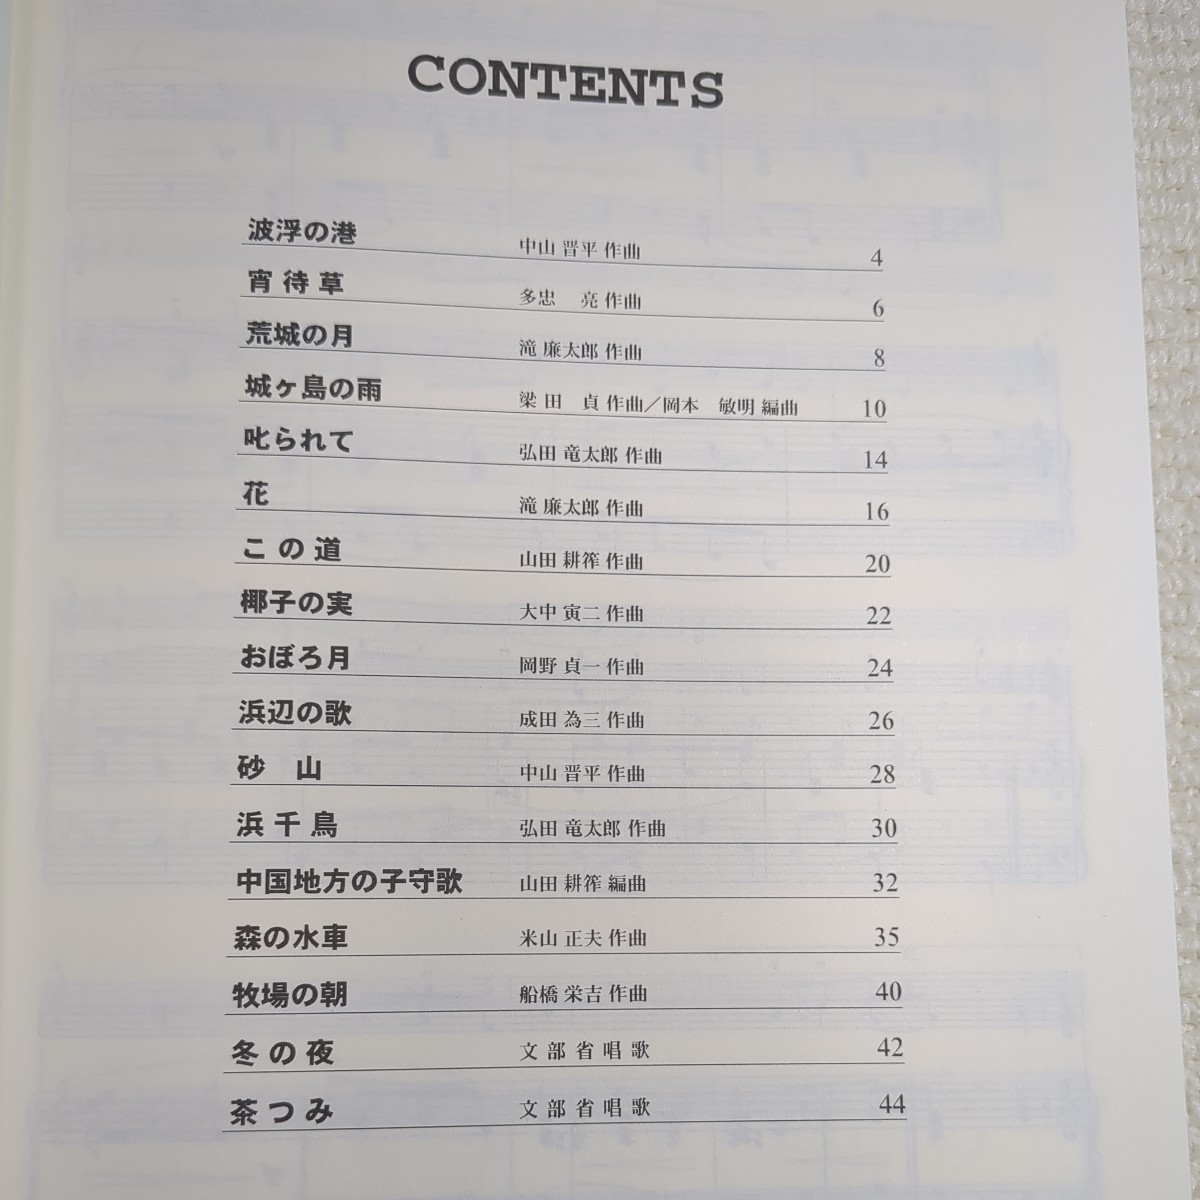 CONTENTS
波浮の港 中山 晋平 作曲 4
宵 待 草 多忠　亮 作曲 6
荒城の月 滝 廉太郎 作曲 8
城ヶ島の雨 梁 田　貞 作曲／岡本　敏明 編曲 10
叱られて 弘田 竜太郎 作曲 14
花 滝 廉太郎 作曲 16
こ の 道 山田 耕筰 作曲 20
椰子の実 大中 寅二 作曲 22
おぼろ月 岡野 貞一 作曲 24
浜辺の歌 成田 為三 作曲 26
砂　山 中山 晋平 作曲 28
浜 千 鳥 弘田 竜太郎 作曲 30
中国地方の子守歌 山田 耕筰 編曲 32
森の水車 米山 正夫 作曲 35
牧場の朝 船橋 栄吉 作曲 40
冬 の 夜 文 部 省 唱 歌 42
茶 つ み 文 部 省 唱 歌 44